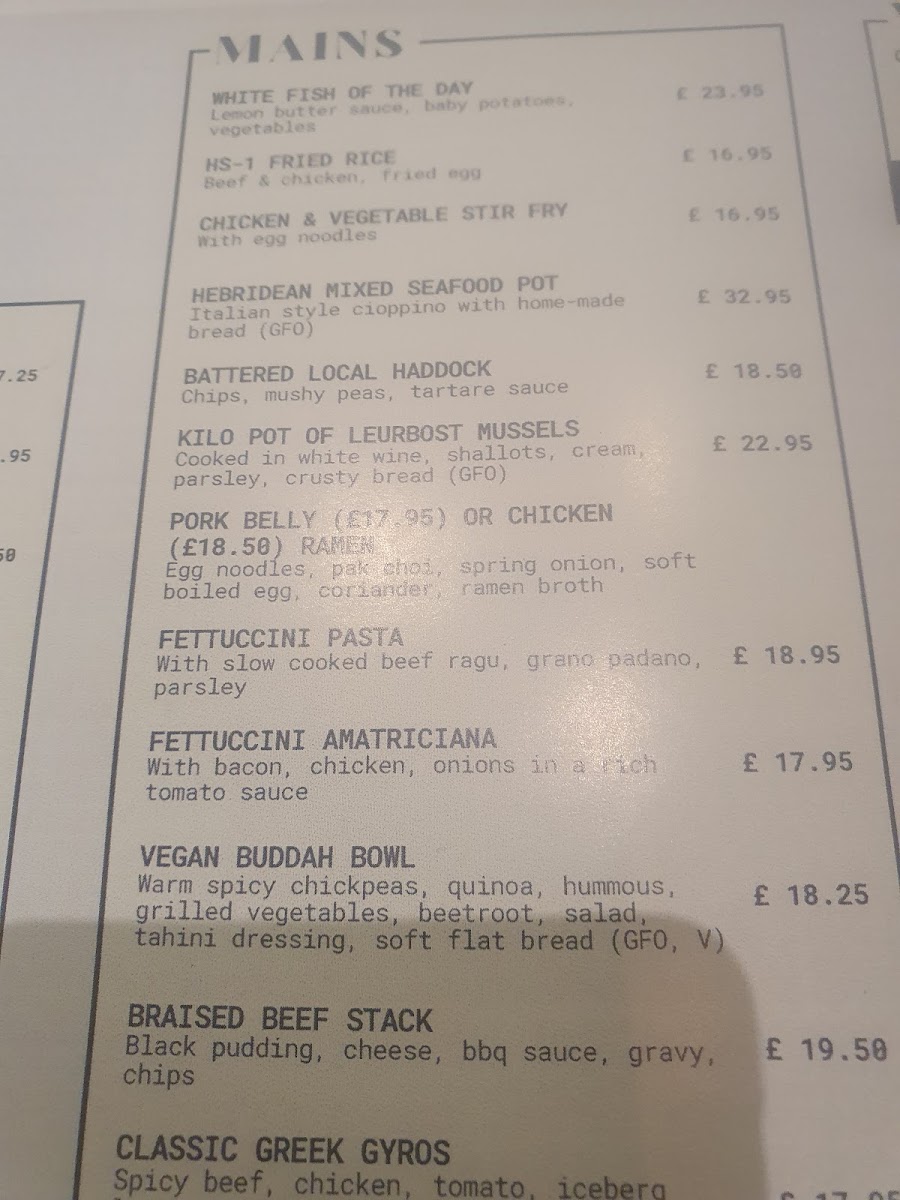 MAINS
WHITE FISH OF THE DAY £ 23.95
Lemon butter sauce, baby potatoes,
vegetables
HS-1 FRIED RICE £ 16.95
Beef & chicken, fried egg
CHICKEN & VEGETABLE STIR FRY £ 16.95
With egg noodles
HEBRIDEAN MIXED SEAFOOD POT £ 32.95
Italian style cioppino with home-made
bread (GFO)
BATTERED LOCAL HADDOCK £ 18.50
Chips, mushy peas, tartare sauce
KILO POT OF LEURBOST MUSSELS £ 22.95
Cooked in white wine, shallots, cream,
parsley, crusty bread (GFO)
PORK BELLY (£17.95) OR CHICKEN
(£18.50) RAMEN
Egg noodles, pak choi, spring onion, soft
boiled egg, coriander, ramen broth
FETTUCCINI PASTA £ 18.95
With slow cooked beef ragu, grano padano,
parsley
FETTUCCINI AMATRICIANA £ 17.95
With bacon, chicken, onions in a rich
tomato sauce
VEGAN BUDDAH BOWL £ 18.25
Warm spicy chickpeas, quinoa, hummous,
grilled vegetables, beetroot, salad,
tahini dressing, soft flat bread (GFO, V)
BRAISED BEEF STACK £ 19.50
Black pudding, cheese, bbq sauce, gravy,
chips
CLASSIC GREEK GYROS
Spicy beef, chicken, tomato, iceberg
7.25
.95
50